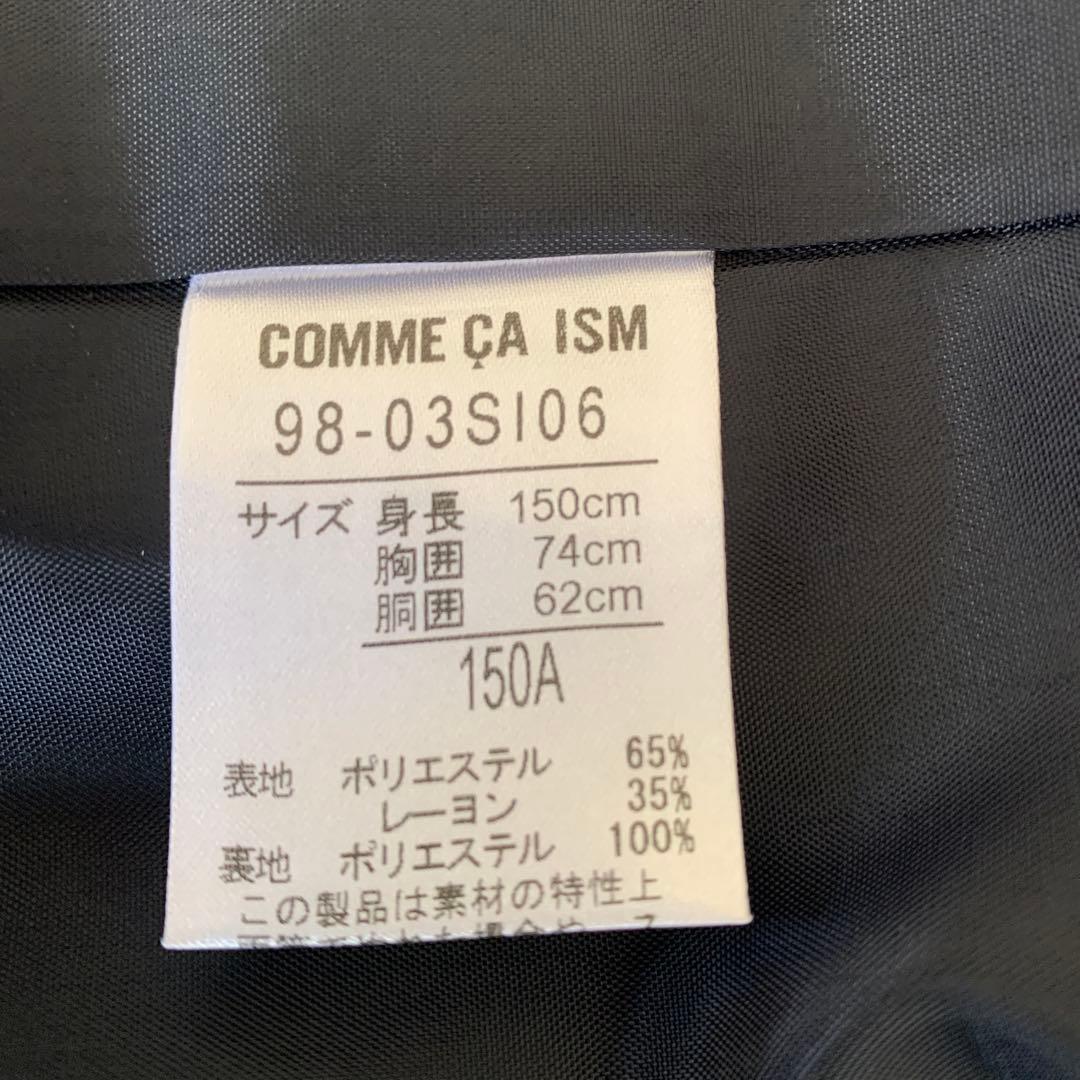 COMME ÇA ISM
98-03SI06
サイズ 身長 150cm
胸囲 74cm
胴囲 62cm
150A
表地 ポリエステル 65%
レーヨン 35%
裏地 ポリエステル 100%
この製品は素材の特性上